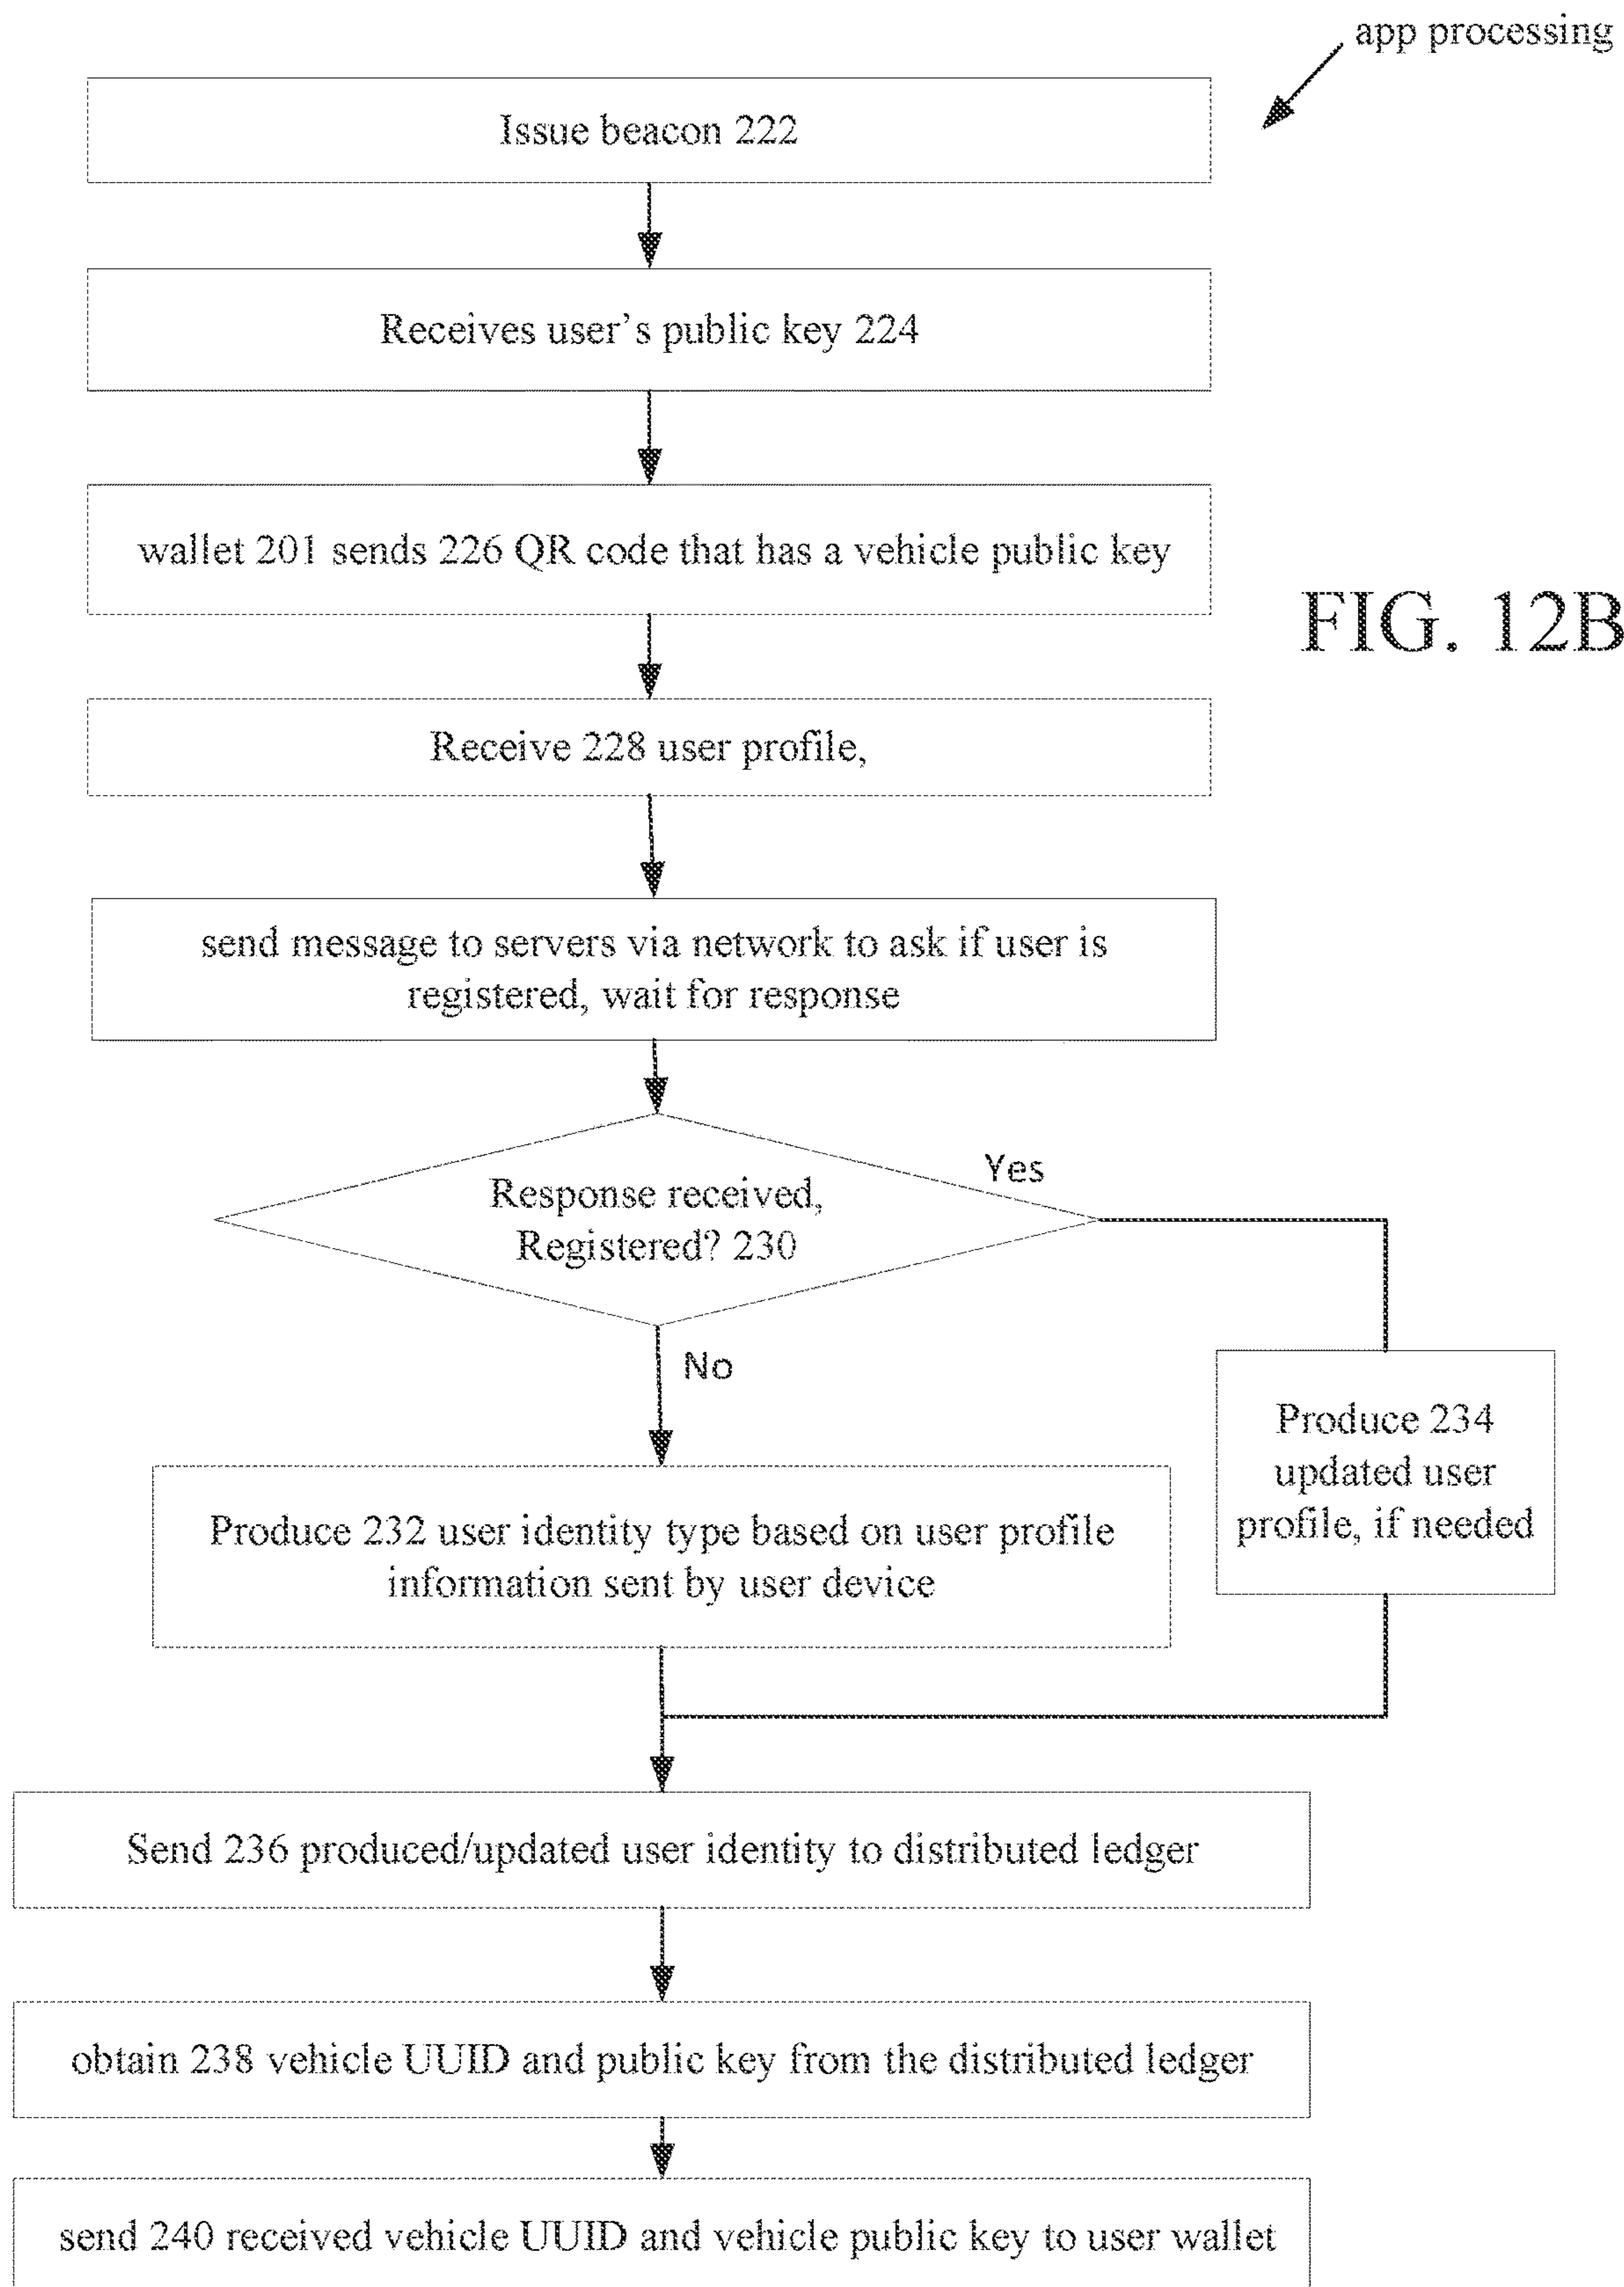 app processing
Issue beacon 222
Receives user's public key 224
wallet 201 sends 226 QR code that has a vehicle public key
FIG. 12B
Receive 228 user profile,
send message to servers via network to ask if user is
registered, wait for response
Yes
Response received,
Registered? 230
No
Produce 234
updated user
profile, if needed
Produce 232 user identity type based on user profile
information sent by user device
Send 236 produced/updated user identity to distributed ledger
obtain 238 vehicle UUID and public key from the distributed ledger
send 240 received vehicle UUID and vehicle public key to user wallet